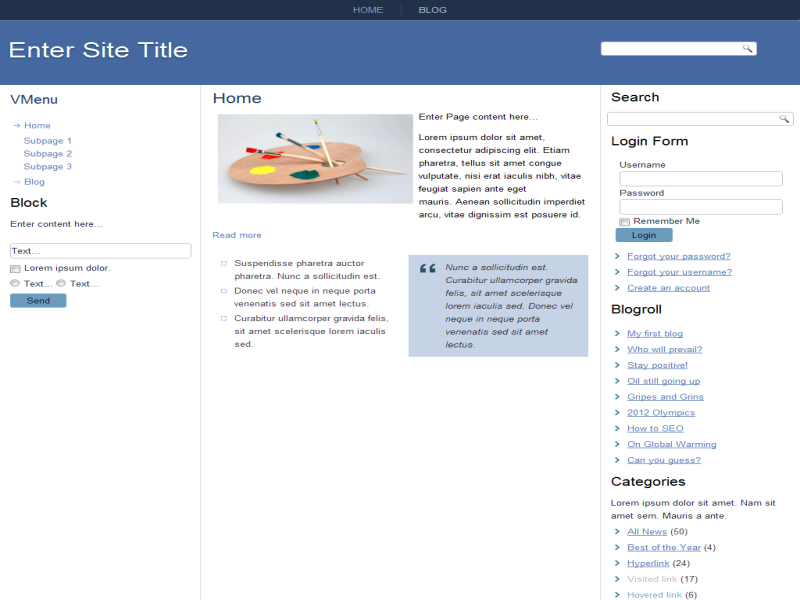 HOME
BLOG
Enter Site Title
VMenu
Home
Subpage 1
Subpage 2
Subpage 3
Blog
Block
Enter content here...
Text...
Lorem ipsum dolor.
Text... Text...
Send
Home
Enter Page content here...
Lorem ipsum dolor sit amet,
consectetur adipiscing elit. Etiam
pharetra, tellus sit amet congue
vulputate, nisi erat iaculis nibh, vitae
feugiat sapien ante eget
mauris. Aenean sollicitudin imperdiet
arcu, vitae dignissim est posuere id.
Read more
Suspendisse pharetra auctor
pharetra. Nunc a sollicitudin est.
Donec vel neque in neque porta
venenatis sed sit amet lectus.
Curabitur ullamcorper gravida felis,
sit amet scelerisque lorem iaculis
sed.
Nunc a sollicitudin est.
Curabitur ullamcorper gravida
felis, sit amet scelerisque
lorem iaculis sed. Donec vel
neque in neque porta
venenatis sed sit amet
lectus.
Search
Login Form
Username
Password
Remember Me
Login
Forgot your password?
Forgot your username?
Create an account
Blogroll
My first blog
Who will prevail?
Stay positive!
Oil still going up
Gripes and Grins
2012 Olympics
How to SEO
On Global Warming
Can you guess?
Categories
Lorem ipsum dolor sit amet. Nam sit
amet sem. Mauris a ante.
All News (50)
Best of the Year (4)
Hyperlink (24)
Visited link (17)
Hovered link (6)